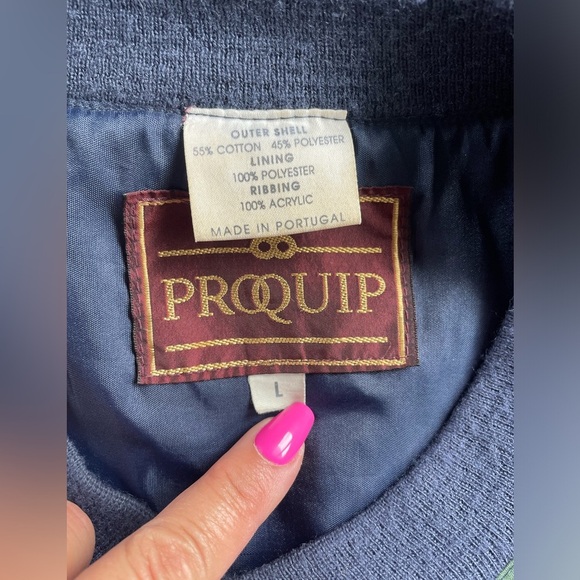 OUTER SHELL
55% COTTON 45% POLYESTER
LINING
100% POLYESTER
RIBBING
100% ACRYLIC
MADE IN PORTUGAL
PROQUIP
L